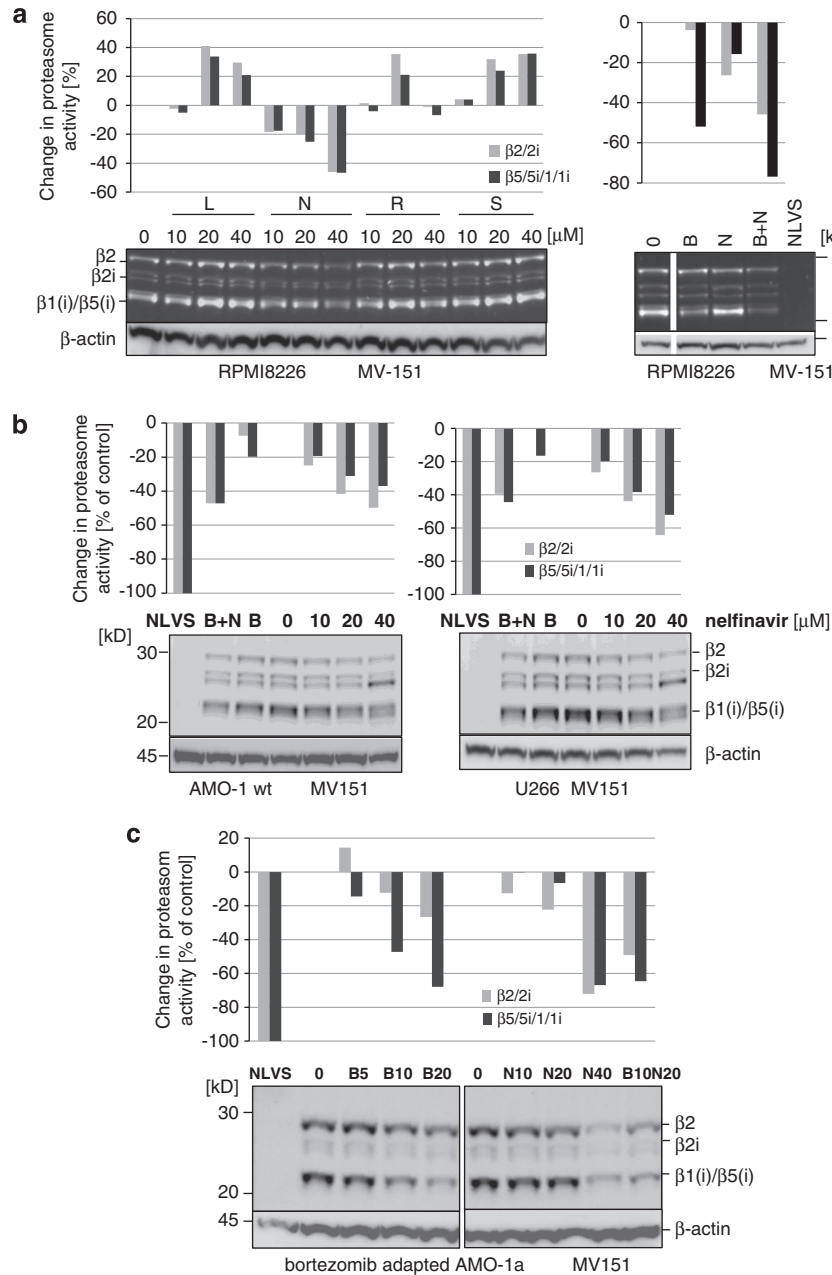 a
Change in proteasome
activity [%]
60
40
20
0
-20
-40
-60
β2/2i
β5/5i/1/1i
L N R S
0 10 20 40 10 20 40 10 20 40 10 20 40 [μM]
β2
β2i
β1(i)/β5(i)
β-actin
RPMI8226 MV-151
0
-20
-40
-60
-80
0 B N B+N NLVS
RPMI8226 MV-151
b
Change in proteasome
activity [% of control]
0
-20
-40
-60
-80
-100
0
-20
-40
-60
-80
-100
β2/2i
β5/5i/1/1i
NLVS B+N B 0 10 20 40
NLVS B+N B 0 10 20 40 nelfinavir [μM]
[kD]
30
20
45
β2
β2i
β1(i)/β5(i)
β-actin
AMO-1 wt MV151
U266 MV151
c
Change in proteasom
activity [% of control]
20
0
-20
-40
-60
-80
-100
β2/2i
β5/5i/1/1i
NLVS 0 B5 B10 B20 0 N10 N20 N40 B10N20
[kD]
30
20
45
β2
β2i
β1(i)/β5(i)
β-actin
bortezomib adapted AMO-1a MV151